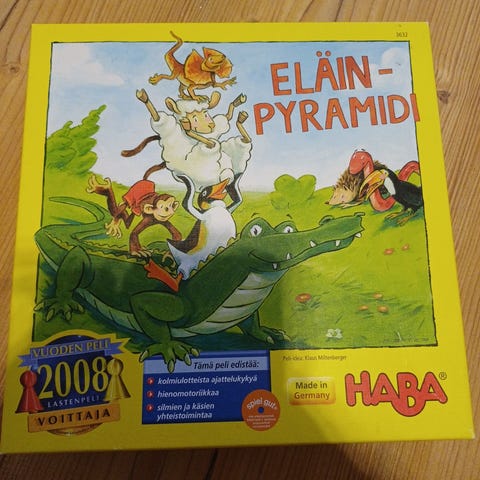 3632
ELÄIN-
PYRAMIDI
VUODEN PELI
2008
LASTENPELI
VOITTAJA
Tämä peli edistää:
• kolmiulotteista ajattelukykyä
• hienomotoriikkaa
• silmien ja käsien
yhteistoimintaa
Peli-idea: Klaus Miltenberger
Made in
Germany
spiel gut
HABA®